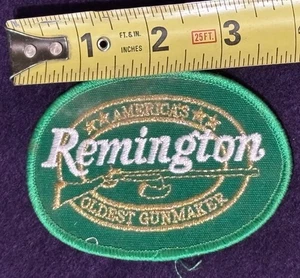 1 FT. & IN. 2 25FT. 3
INCHES
AMERICA'S
Remington
OLDEST GUNMAKER